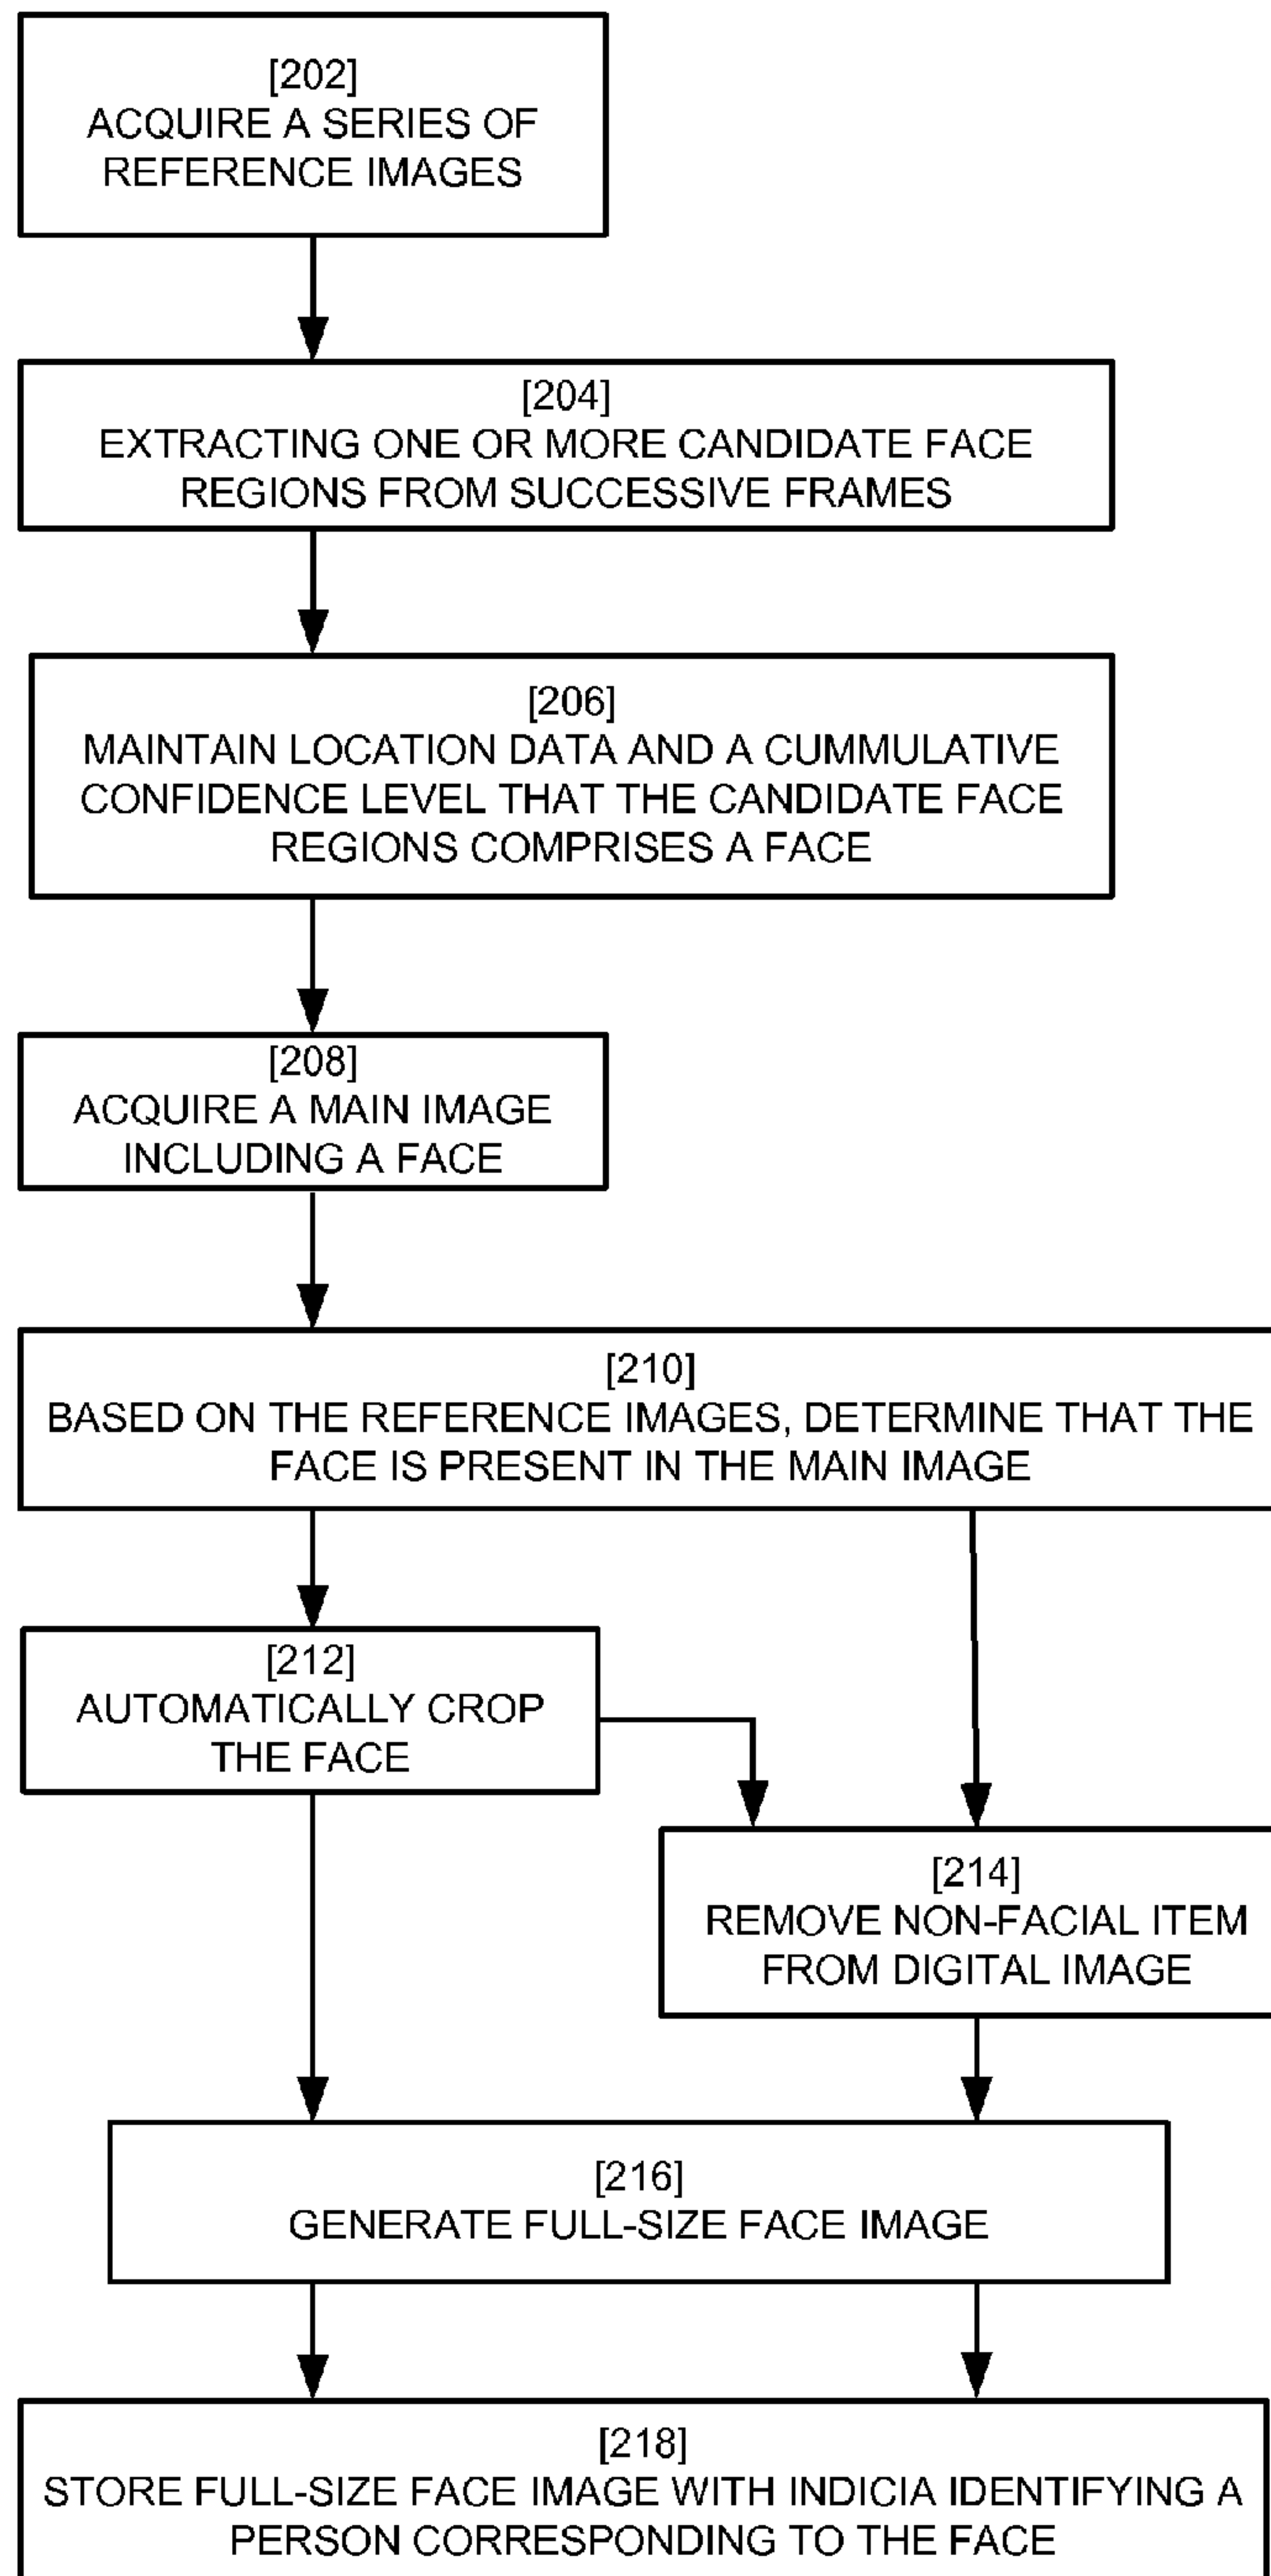 [202]
ACQUIRE A SERIES OF
REFERENCE IMAGES
[204]
EXTRACTING ONE OR MORE CANDIDATE FACE
REGIONS FROM SUCCESSIVE FRAMES
[206]
MAINTAIN LOCATION DATA AND A CUMMULATIVE
CONFIDENCE LEVEL THAT THE CANDIDATE FACE
REGIONS COMPRISES A FACE
[208]
ACQUIRE A MAIN IMAGE
INCLUDING A FACE
[210]
BASED ON THE REFERENCE IMAGES, DETERMINE THAT THE
FACE IS PRESENT IN THE MAIN IMAGE
[212]
AUTOMATICALLY CROP
THE FACE
[214]
REMOVE NON-FACIAL ITEM
FROM DIGITAL IMAGE
[216]
GENERATE FULL-SIZE FACE IMAGE
[218]
STORE FULL-SIZE FACE IMAGE WITH INDICIA IDENTIFYING A
PERSON CORRESPONDING TO THE FACE